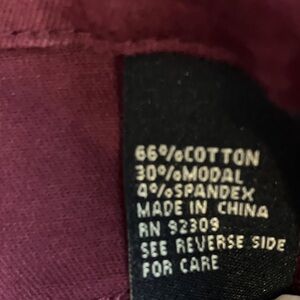 66%COTTON
30%MODAL
4%SPANDEX
MADE IN CHINA
RN 92309
SEE REVERSE SIDE
FOR CARE